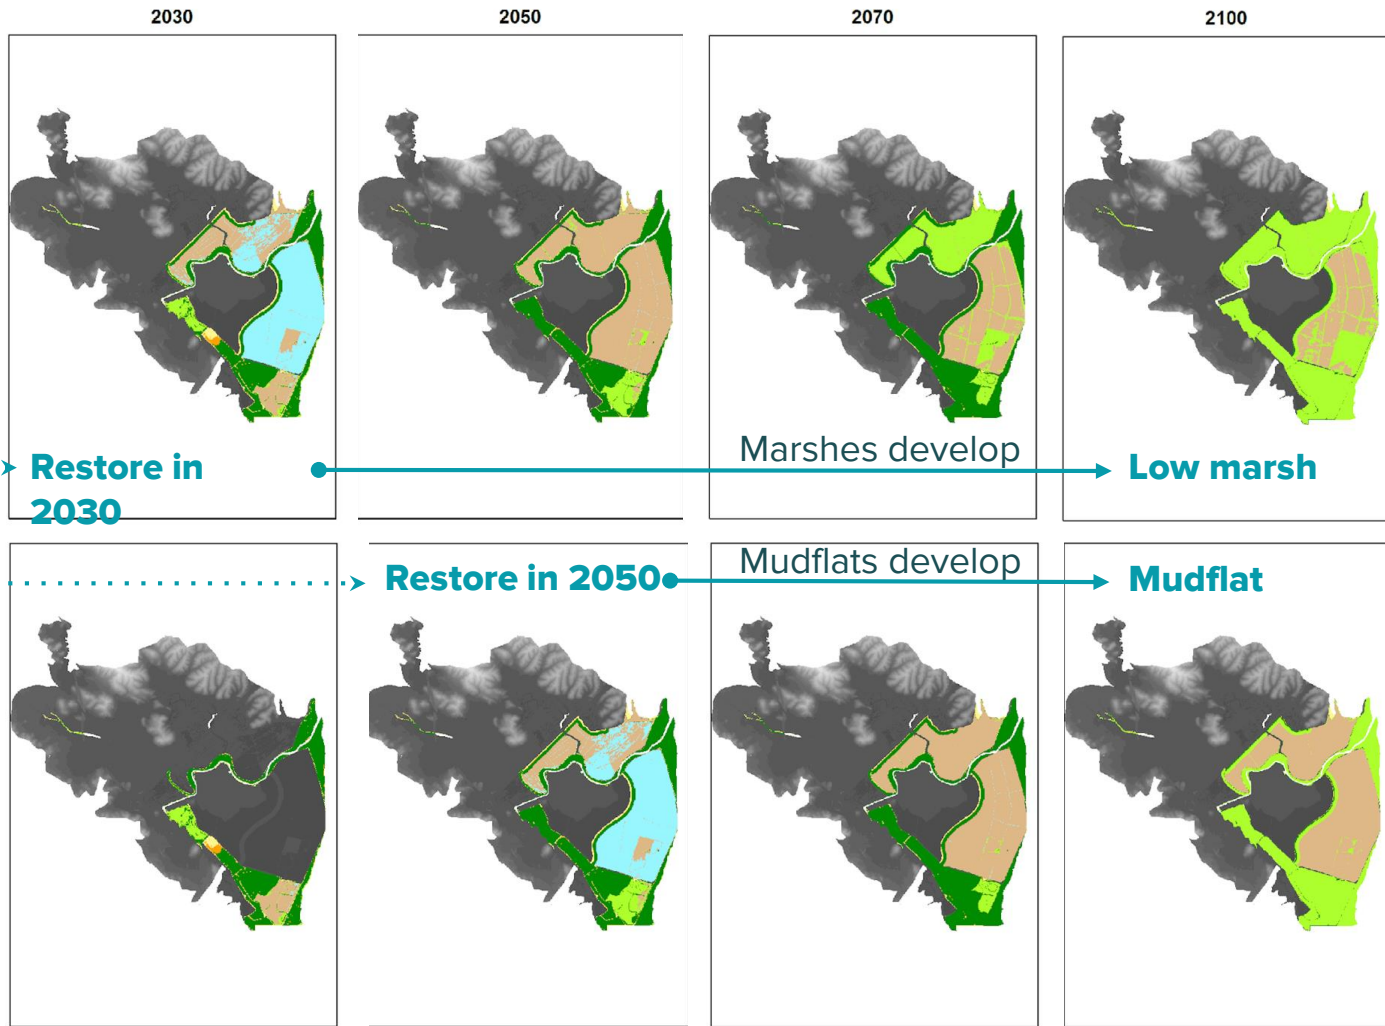 2030
2050
2070
2100
Marshes develop
Restore in
2030
Low marsh
Mudflats develop
Restore in 2050
Mudflat